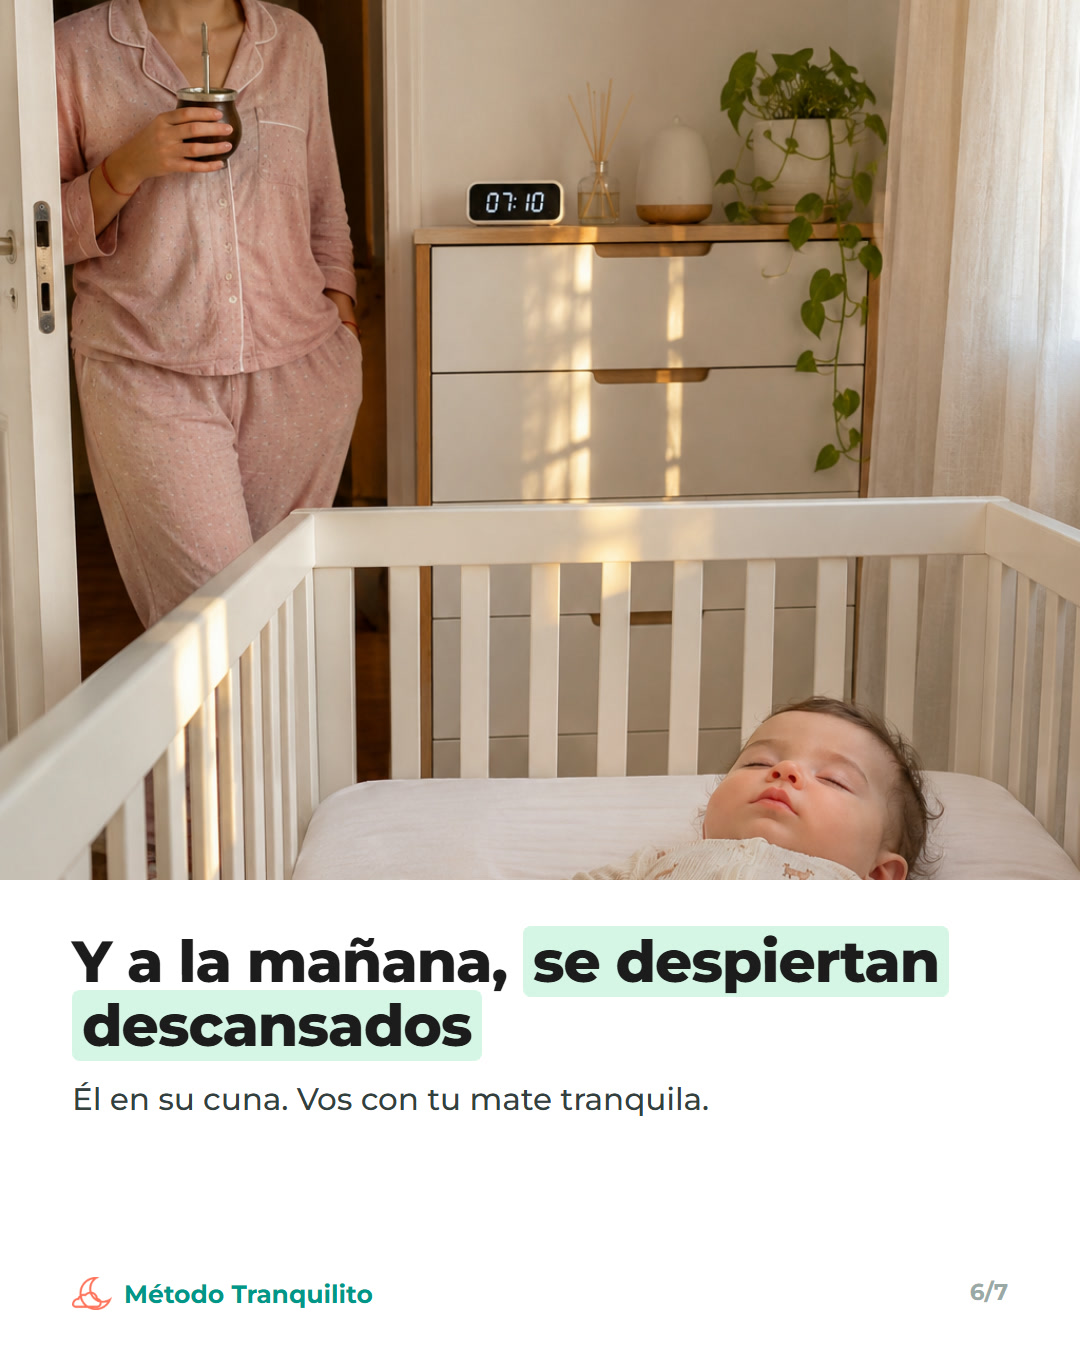 07:10
Y a la mañana, se despiertan
descansados
Él en su cuna. Vos con tu mate tranquila.
Método Tranquilito
6/7